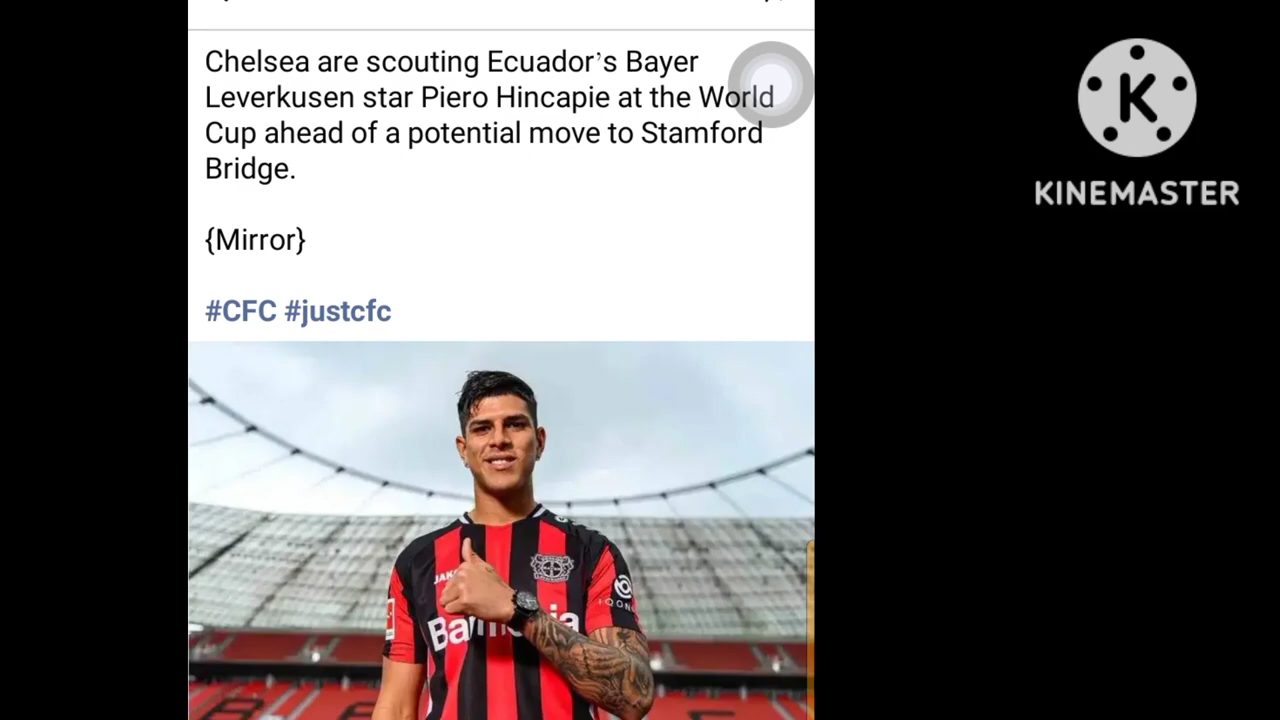 Chelsea are scouting Ecuador’s Bayer
Leverkusen star Piero Hincapie at the World
Cup ahead of a potential move to Stamford
Bridge.
{Mirror}
#CFC #justcfc
K
KINEMASTER